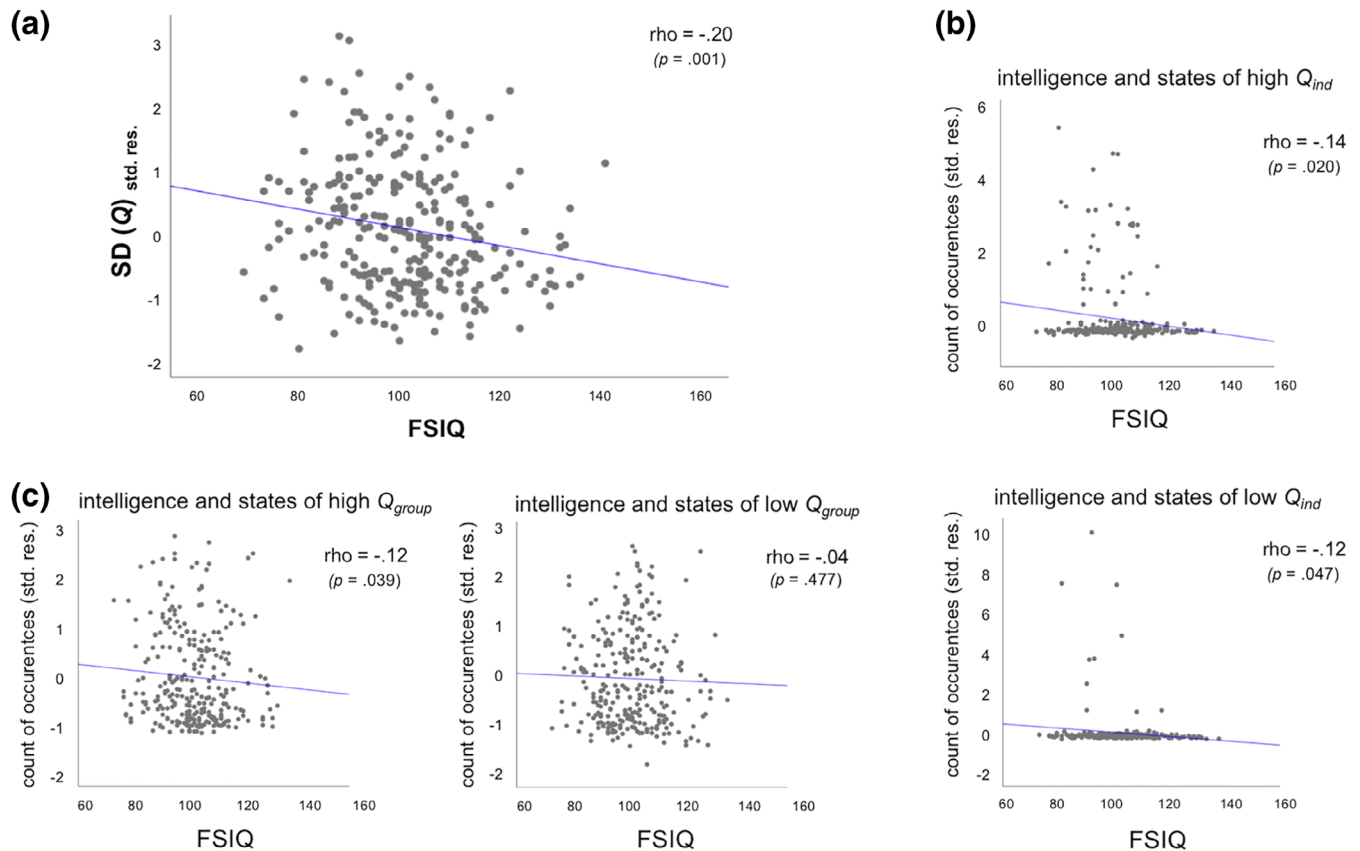 (a)
rho = -.20
(p = .001)
3
2
1
0
-1
-2
SD (Q) std. res.
60 80 100 120 140 160
FSIQ
(b)
intelligence and states of high Qind
rho = -.14
(p = .020)
6
4
2
0
count of occurences (std. res.)
60 80 100 120 140 160
FSIQ
(c)
intelligence and states of high Qgroup
rho = -.12
(p = .039)
3
2
1
0
-1
-2
count of occurentces (std. res.)
60 80 100 120 140 160
FSIQ
intelligence and states of low Qgroup
rho = -.04
(p = .477)
3
2
1
0
-1
-2
count of occurentces (std. res.)
60 80 100 120 140 160
FSIQ
intelligence and states of low Qind
rho = -.12
(p = .047)
10
8
6
4
2
0
-2
count of occurentces (std. res.)
60 80 100 120 140 160
FSIQ